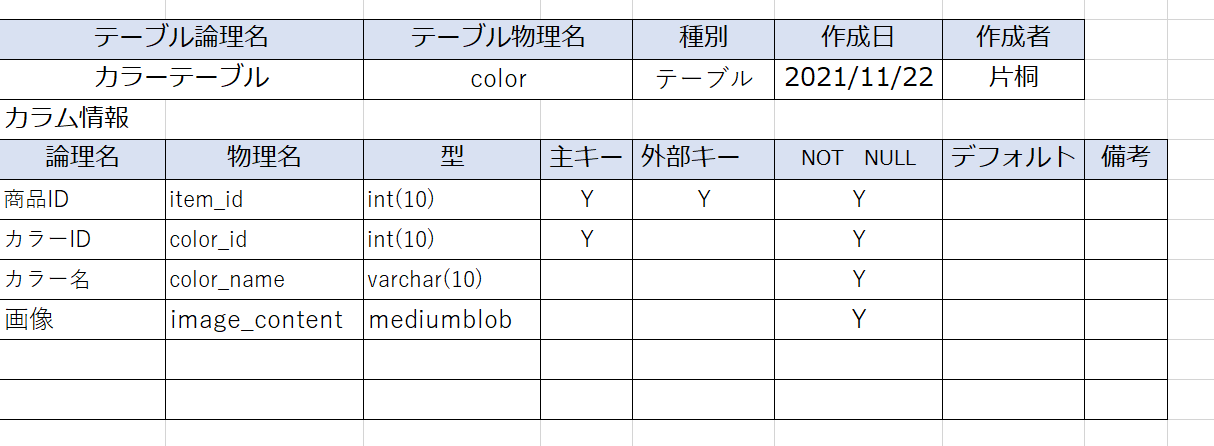 テーブル論理名 テーブル物理名 種別 作成日 作成者
カラーテーブル color テーブル 2021/11/22 片桐
カラム情報
論理名 物理名 型 主キー 外部キー NOT　NULL デフォルト 備考
商品ID item_id int(10) Y Y Y
カラーID color_id int(10) Y Y
カラー名 color_name varchar(10) Y
画像 image_content mediumblob Y